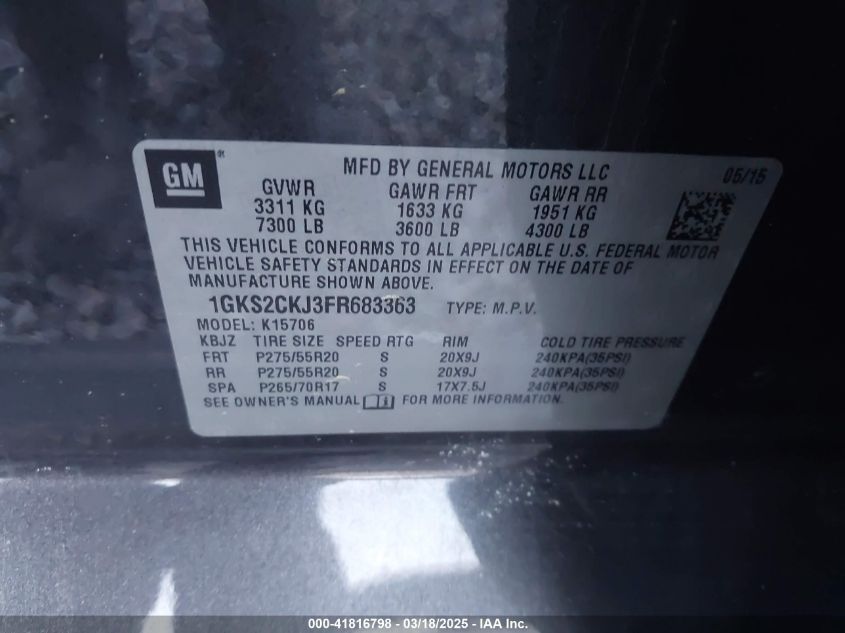 GM
MFD BY GENERAL MOTORS LLC 05/15
GVWR GAWR FRT GAWR RR
3311 KG 1633 KG 1951 KG
7300 LB 3600 LB 4300 LB
THIS VEHICLE CONFORMS TO ALL APPLICABLE U.S. FEDERAL MOTOR
VEHICLE SAFETY STANDARDS IN EFFECT ON THE DATE OF
MANUFACTURE SHOWN ABOVE.
1GKS2CKJ3FR683363 TYPE: M.P.V.
MODEL: K15706
KBJZ TIRE SIZE SPEED RTG RIM COLD TIRE PRESSURE
FRT P275/55R20 S 20X9J 240KPA(35PSI)
RR P275/55R20 S 20X9J 240KPA(35PSI)
SPA P265/70R17 S 17X7.5J 240KPA(35PSI)
SEE OWNER'S MANUAL i FOR MORE INFORMATION.
000-41816798 - 03/18/2025 - IAA Inc.